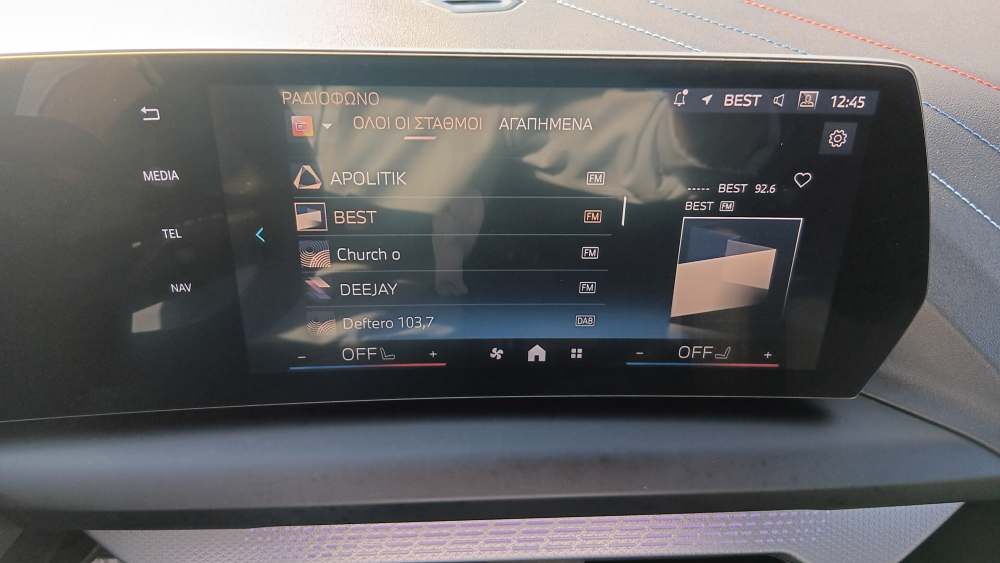 ΡΑΔΙΟΦΩΝΟ
BEST 12:45
ΟΛΟΙ ΟΙ ΣΤΑΘΜΟΙ ΑΓΑΠΗΜΕΝΑ
MEDIA
TEL
NAV
APOLITIK FM
BEST FM
Church o FM
DEEJAY FM
Deftero 103,7 DAB
----- BEST 92.6
BEST FM
− OFF +
− OFF +